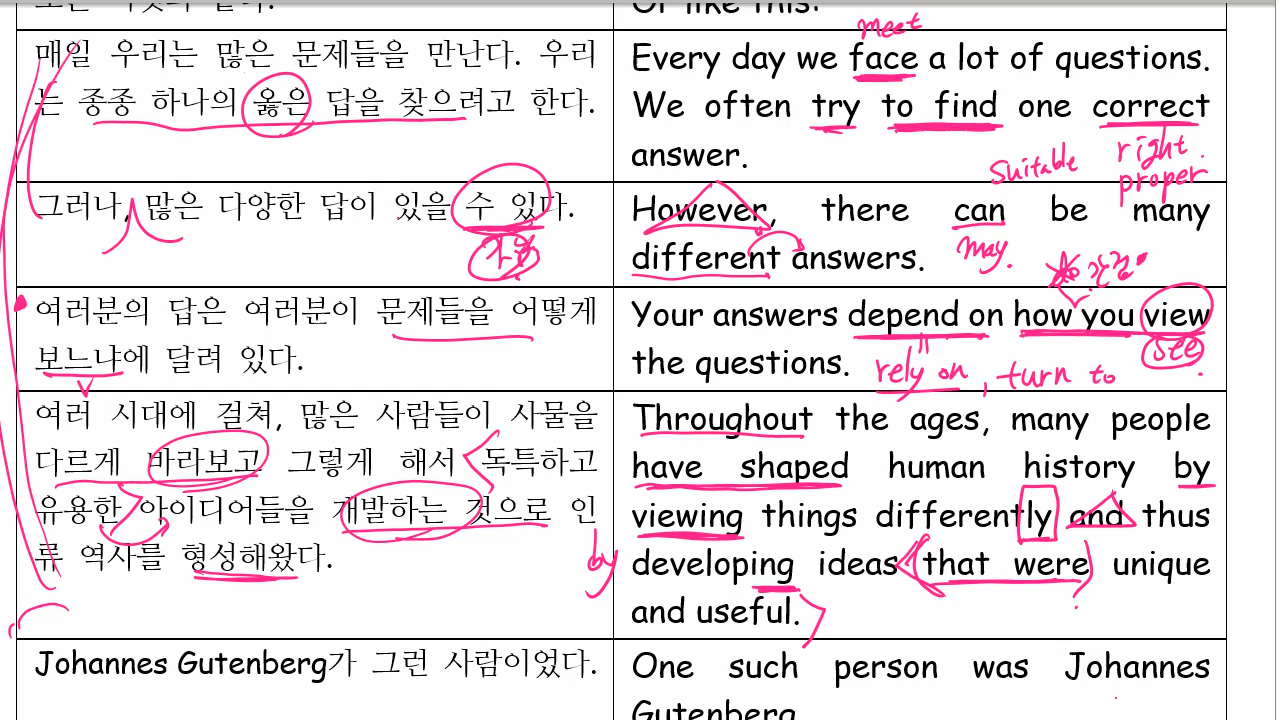 Or like this:
meet
매일 우리는 많은 문제들을 만난다. 우리
는 종종 하나의 옳은 답을 찾으려고 한다.
Every day we face a lot of questions.
We often try to find one correct
answer.
suitable
right
proper
그러나, 많은 다양한 답이 있을 수 있다.
However, there can be many
different answers.
may.
여러분의 답은 여러분이 문제들을 어떻게
보느냐에 달려 있다.
Your answers depend on how you view
the questions.
see
rely on, turn to
여러 시대에 걸쳐, 많은 사람들이 사물을
다르게 바라보고 그렇게 해서 독특하고
유용한 아이디어들을 개발하는 것으로 인
류 역사를 형성해왔다.
by
Throughout the ages, many people
have shaped human history by
viewing things differently and thus
developing ideas that were unique
and useful.
Johannes Gutenberg가 그런 사람이었다.
One such person was Johannes
Gutenberg